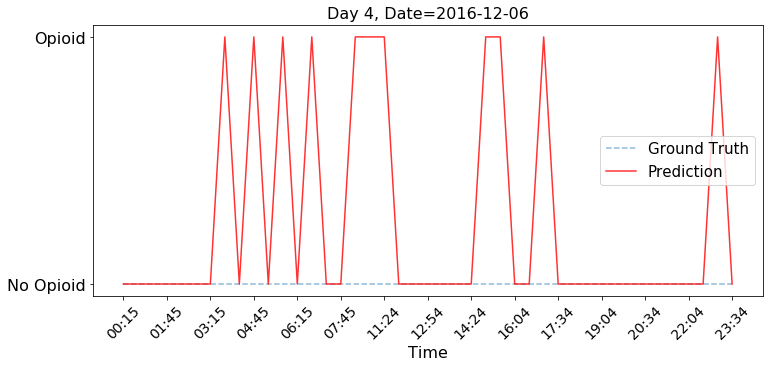 Day 4, Date=2016-12-06
Opioid
No Opioid
Ground Truth
Prediction
00:15
01:45
03:15
04:45
06:15
07:45
11:24
12:54
14:24
16:04
17:34
19:04
20:34
22:04
23:34
Time